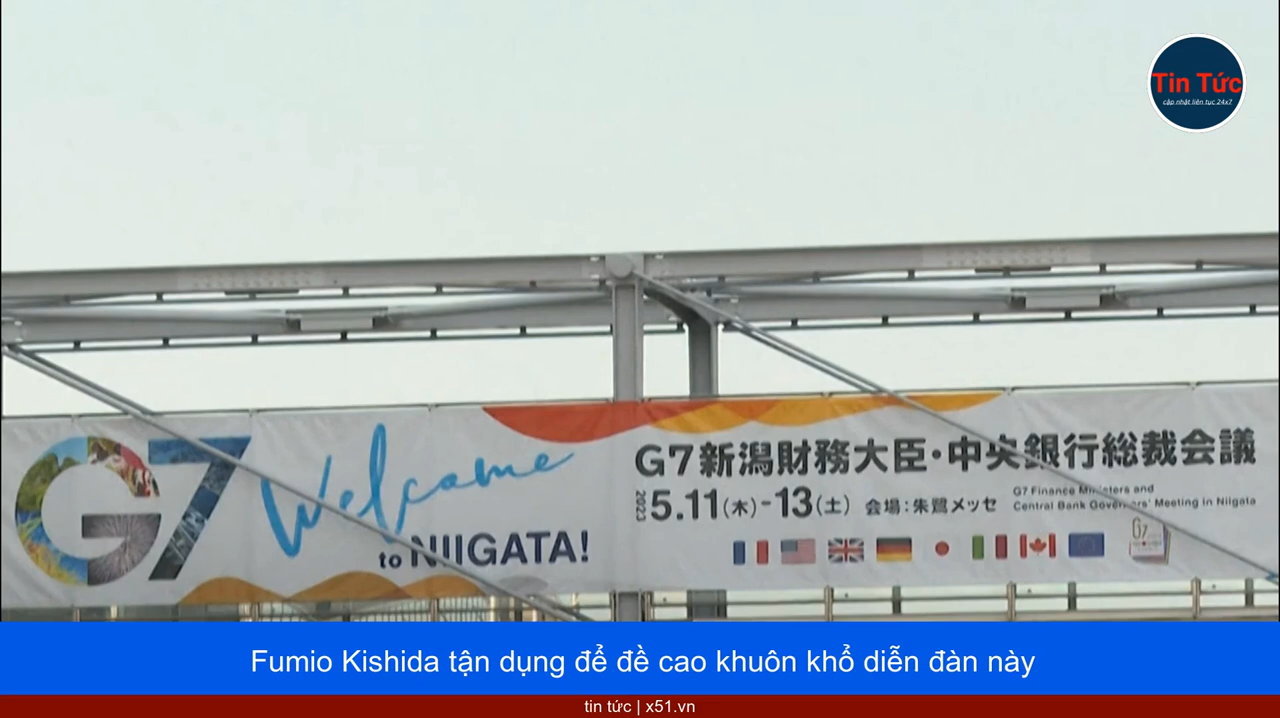 Tin Tức
cập nhật liên tục 24x7
G7
Welcome
to NIIGATA!
G7新潟財務大臣・中央銀行総裁会議
2023 5.11(木)-13(土) 会場:朱鷺メッセ
G7 Finance Ministers and
Central Bank Governors' Meeting in Niigata
G7
Fumio Kishida tận dụng để đề cao khuôn khổ diễn đàn này
tin tức | x51.vn